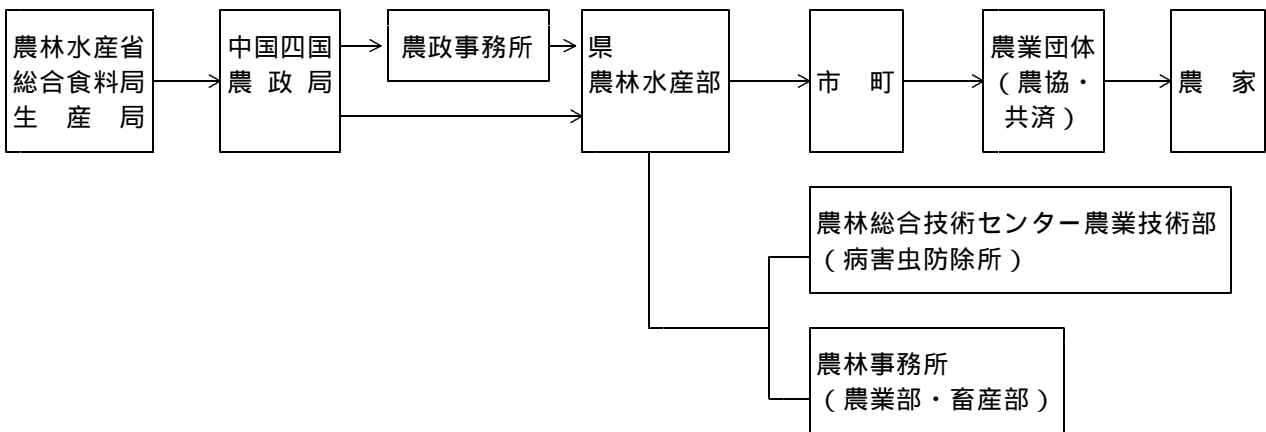 農林水産省
総合食料局
生産局
中国四国
農政局
農政事務所
県
農林水産部
市町
農業団体
(農協・
共済)
農家
農林総合技術センター農業技術部
(病害虫防除所)
農林事務所
(農業部・畜産部)